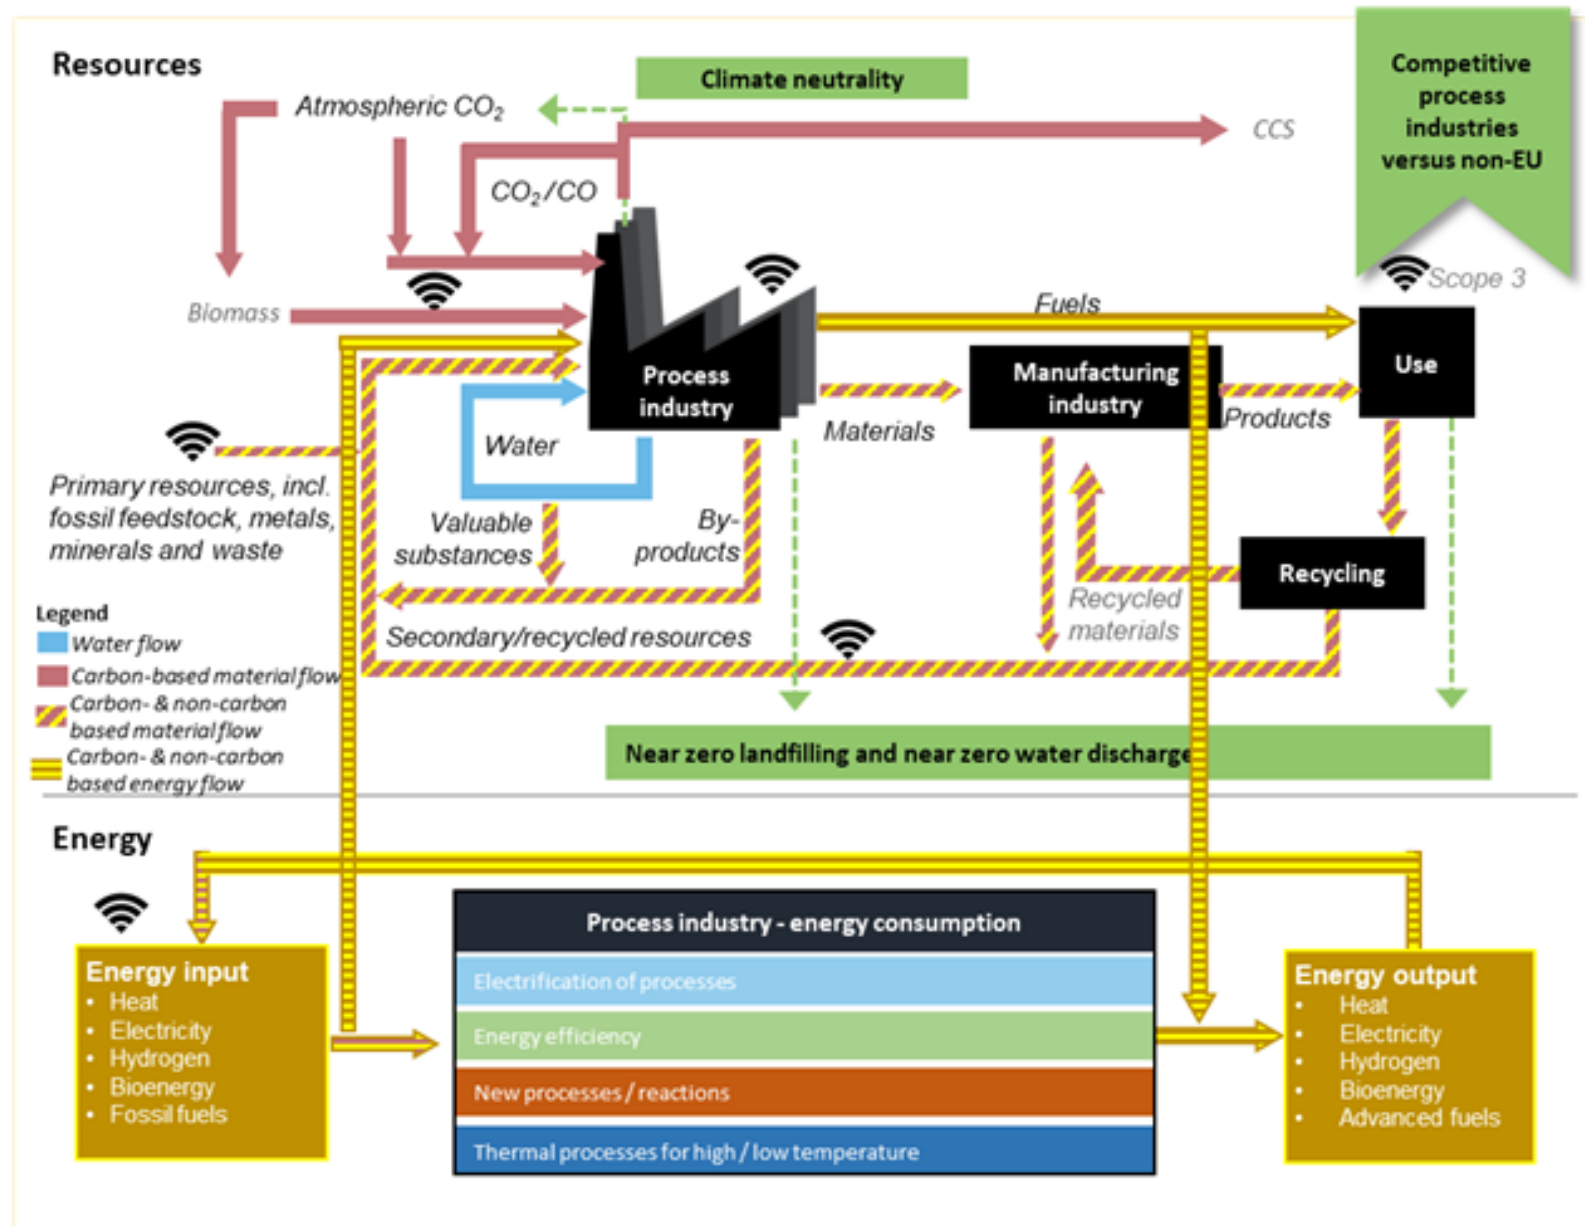 Resources
Climate neutrality
Competitive
process
industries
versus non-EU
Atmospheric CO₂
CCS
CO₂/CO
Scope 3
Biomass
Fuels
Process
industry
Manufacturing
industry
Use
Materials
Products
Water
Primary resources, incl.
fossil feedstock, metals,
minerals and waste
Valuable
substances
By-
products
Recycling
Recycled
materials
Secondary/recycled resources
Legend
Water flow
Carbon-based material flow
Carbon- & non-carbon
based material flow
Carbon- & non-carbon
based energy flow
Near zero landfilling and near zero water discharge
Energy
Process industry - energy consumption
Electrification of processes
Energy efficiency
New processes / reactions
Thermal processes for high / low temperature
Energy input
• Heat
• Electricity
• Hydrogen
• Bioenergy
• Fossil fuels
Energy output
• Heat
• Electricity
• Hydrogen
• Bioenergy
• Advanced fuels